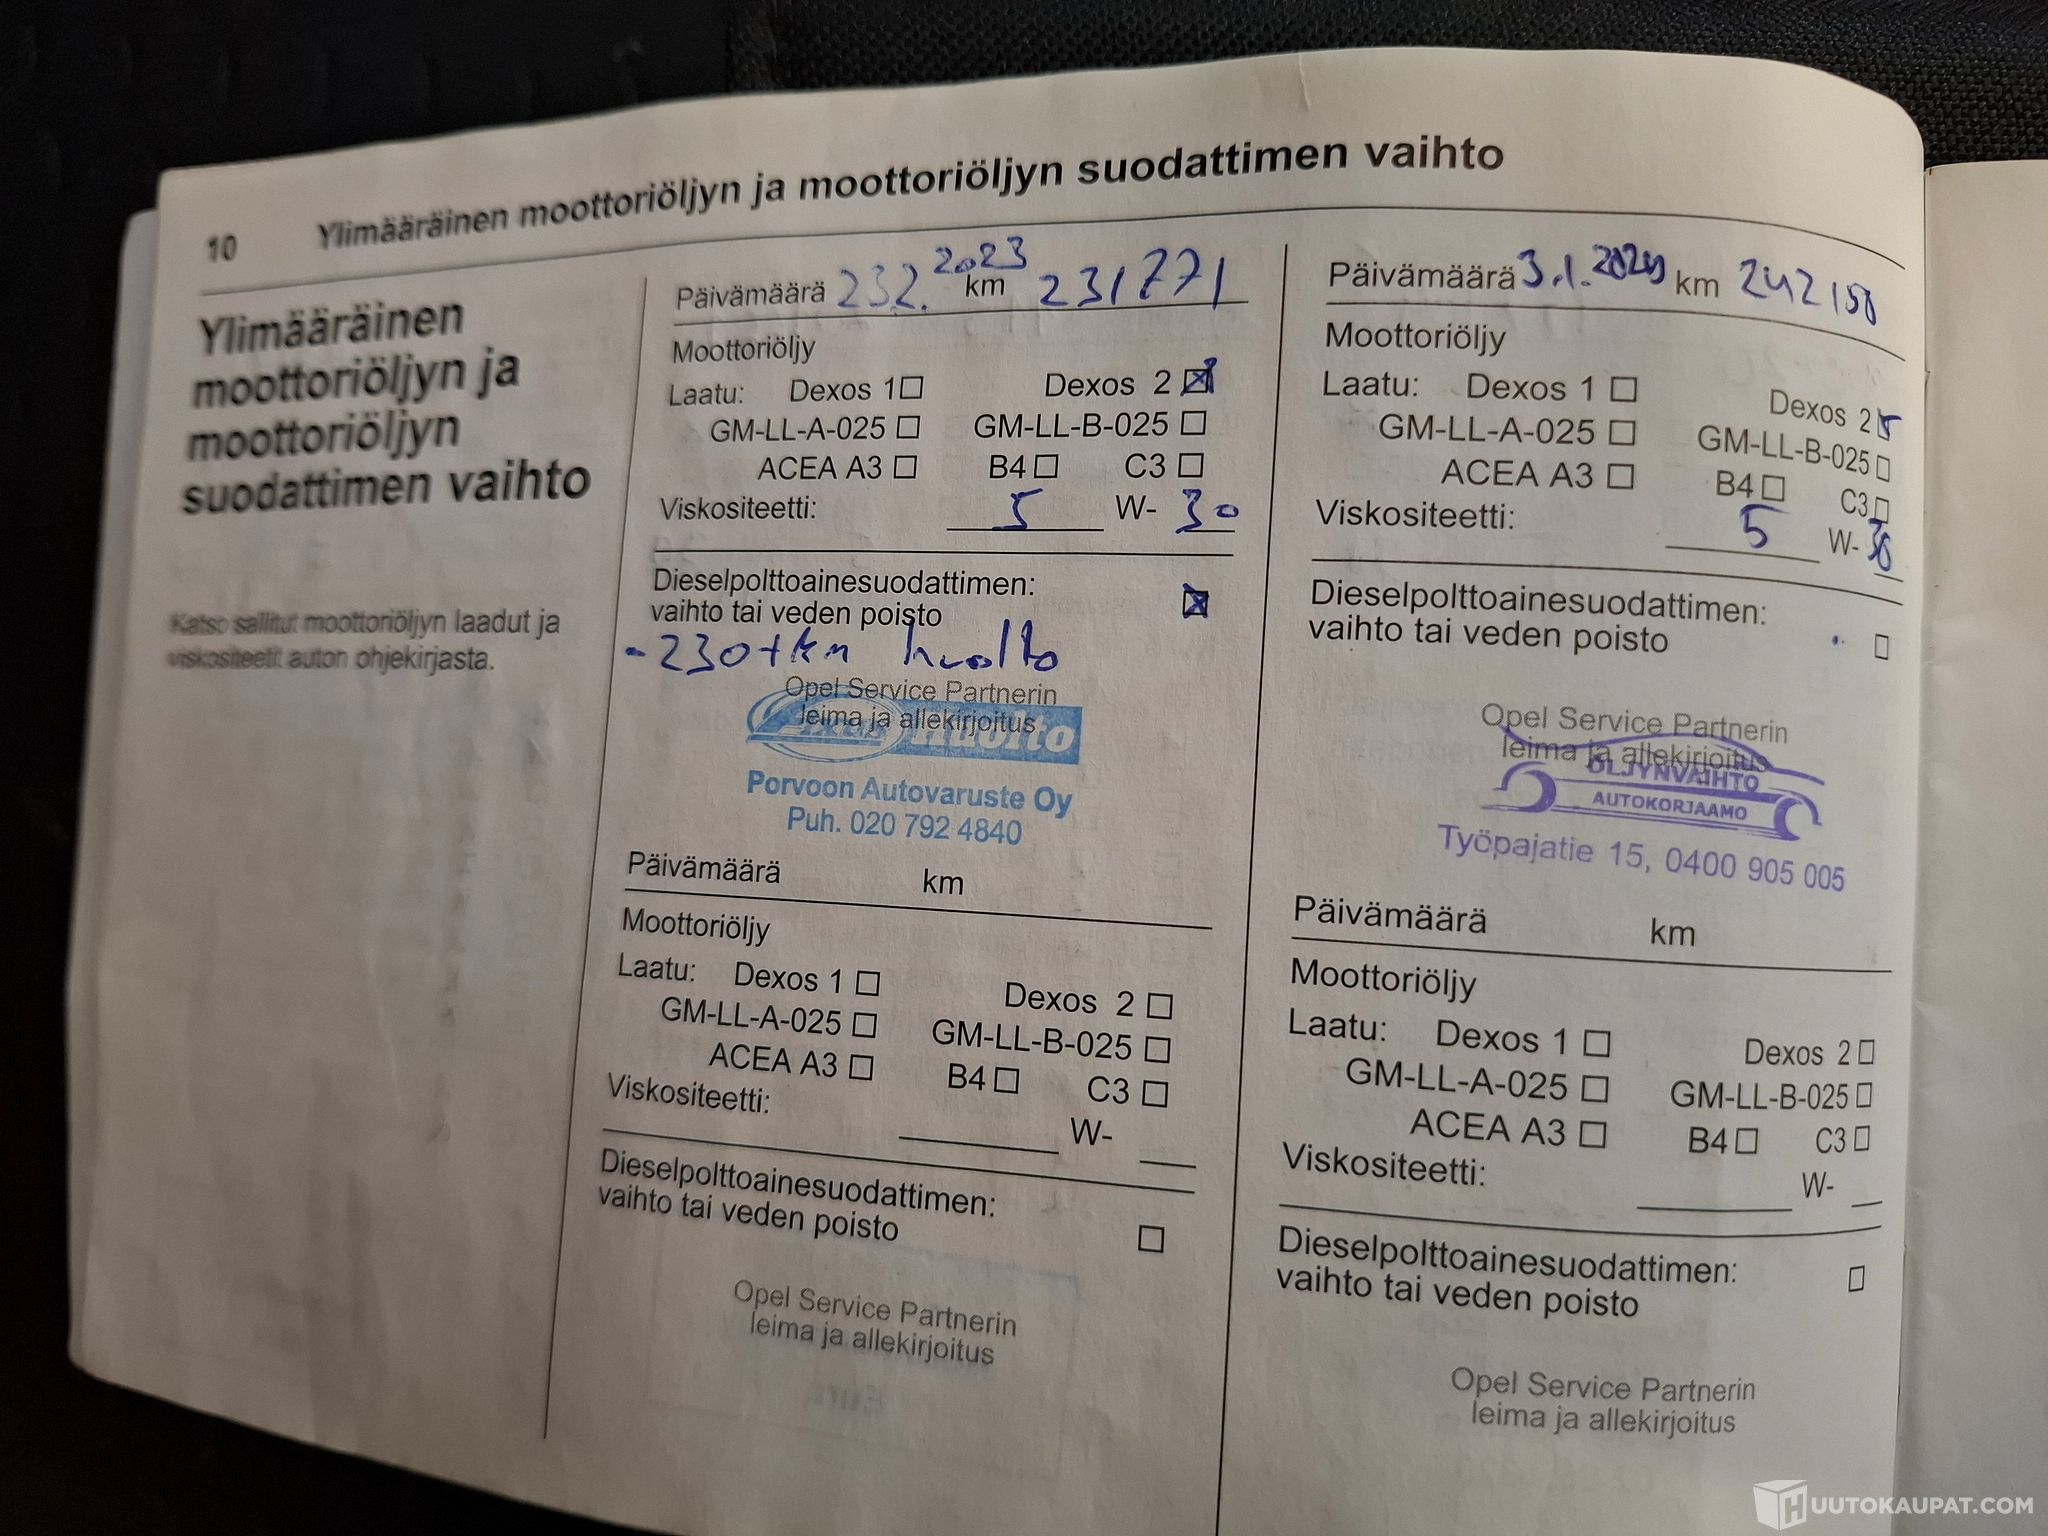 10 Ylimääräinen moottoriöljyn ja moottoriöljyn suodattimen vaihto
Ylimääräinen
moottoriöljyn ja
moottoriöljyn
suodattimen vaihto
Katso sallitut moottoriöljyn laadut ja
viskositeetit auton ohjekirjasta.
Päivämäärä 232. 2023 km 231771
Moottoriöljy
Laatu: Dexos 1 Dexos 2
GM-LL-A-025 GM-LL-B-025
ACEA A3 B4 C3
Viskositeetti: 5 W- 30
Dieselpolttoainesuodattimen:
vaihto tai veden poisto
- 230tkm huolto
Opel Service Partnerin
leima ja allekirjoitus
Huolto
Porvoon Autovaruste Oy
Puh. 020 792 4840
Päivämäärä km
Moottoriöljy
Laatu: Dexos 1 Dexos 2
GM-LL-A-025 GM-LL-B-025
ACEA A3 B4 C3
Viskositeetti: W-
Dieselpolttoainesuodattimen:
vaihto tai veden poisto
Opel Service Partnerin
leima ja allekirjoitus
Päivämäärä 3.1. km
Moottoriöljy
Laatu: Dexos 1 Dexos 2
GM-LL-A-025 GM-LL-B-025
ACEA A3 B4 C3
Viskositeetti: 5 W- 30
Dieselpolttoainesuodattimen:
vaihto tai veden poisto
Opel Service Partnerin
leima ja allekirjoitus
ÖLJYNVAIHTO
AUTOKORJAAMO
Työpajatie 15, 0400 905 005
Päivämäärä km
Moottoriöljy
Laatu: Dexos 1 Dexos 2
GM-LL-A-025 GM-LL-B-025
ACEA A3 B4 C3
Viskositeetti: W-
Dieselpolttoainesuodattimen:
vaihto tai veden poisto
Opel Service Partnerin
leima ja allekirjoitus
HUUTOKAUPAT.COM